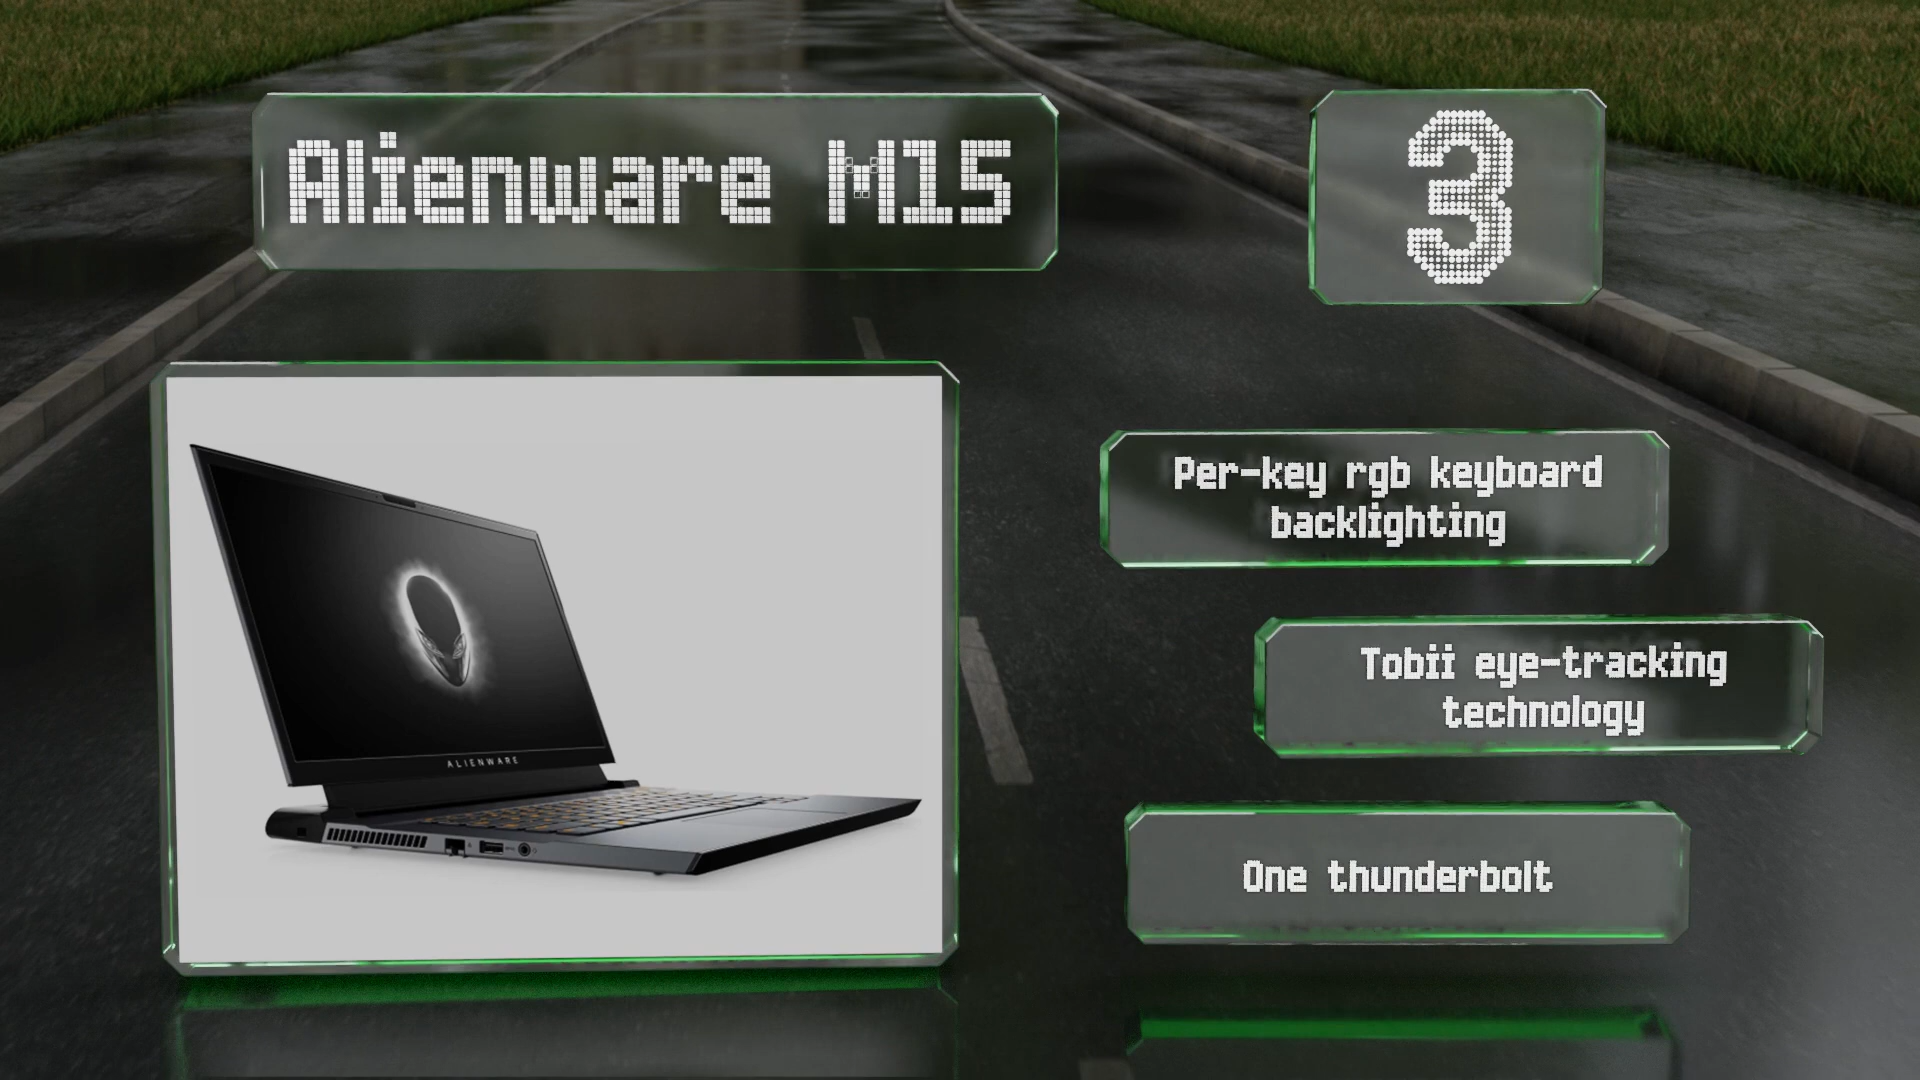 Alienware M15
3
ALIENWARE
Per-key rgb keyboard
backlighting
Tobii eye-tracking
technology
One thunderbolt